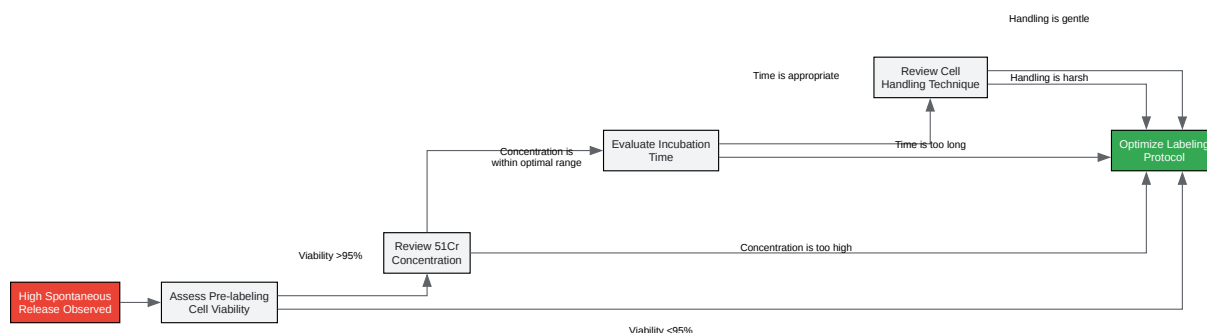 Handling is gentle
Time is appropriate
Review Cell
Handling Technique
Handling is harsh
Concentration is
within optimal range
Evaluate Incubation
Time
Time is too long
Optimize Labeling
Protocol
Viability >95%
Review 51Cr
Concentration
Concentration is too high
High Spontaneous
Release Observed
Assess Pre-labeling
Cell Viability
Viability <95%